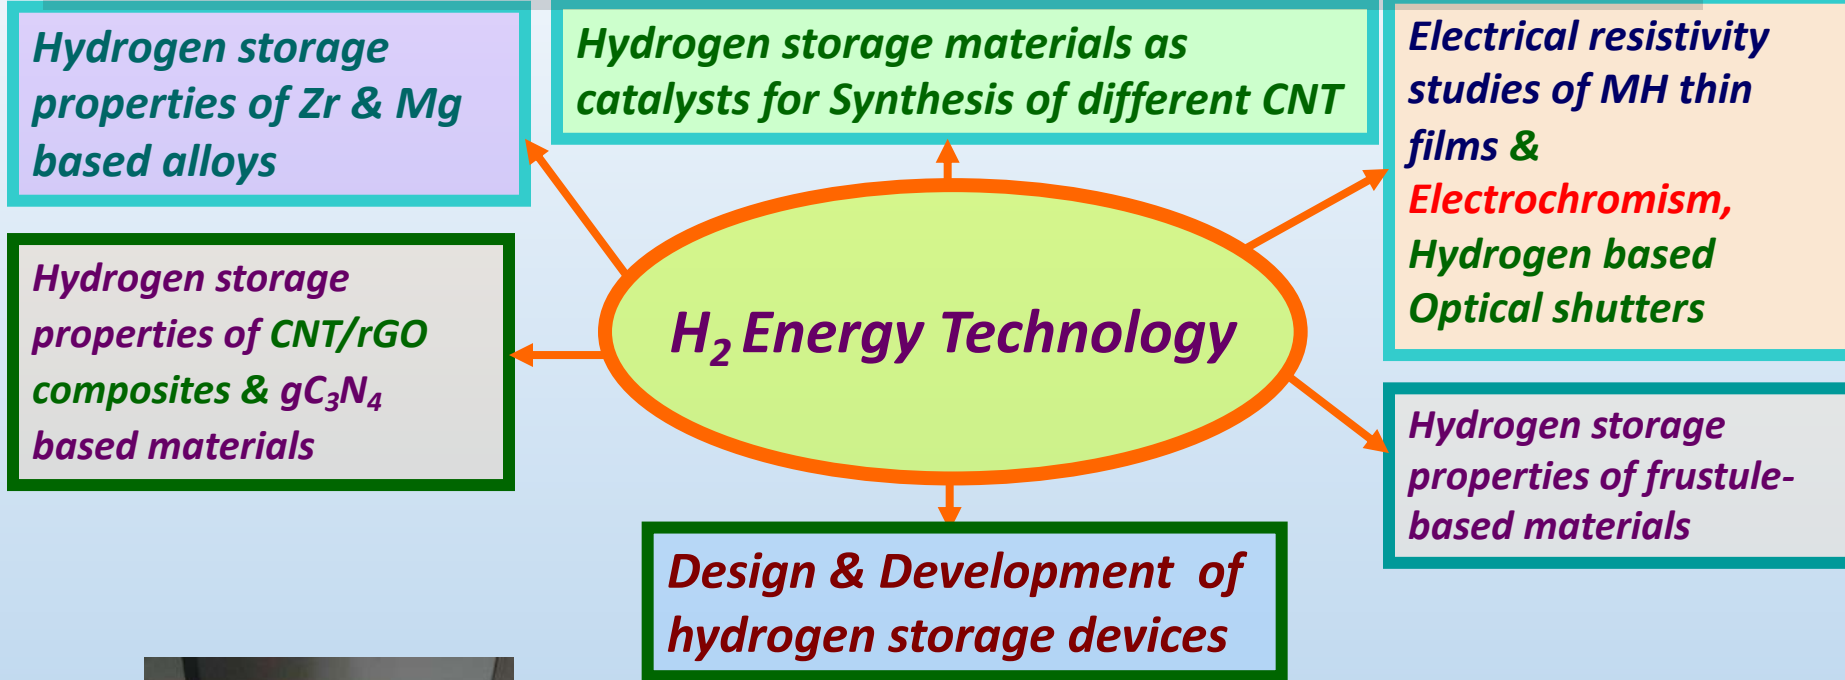 Hydrogen storage
properties of Zr & Mg
based alloys
Hydrogen storage materials as
catalysts for Synthesis of different CNT
Electrical resistivity
studies of MH thin
films &
Electrochromism,
Hydrogen based
Optical shutters
Hydrogen storage
properties of CNT/rGO
composites & gC₃N₄
based materials
H₂ Energy Technology
Hydrogen storage
properties of frustule-
based materials
Design & Development of
hydrogen storage devices